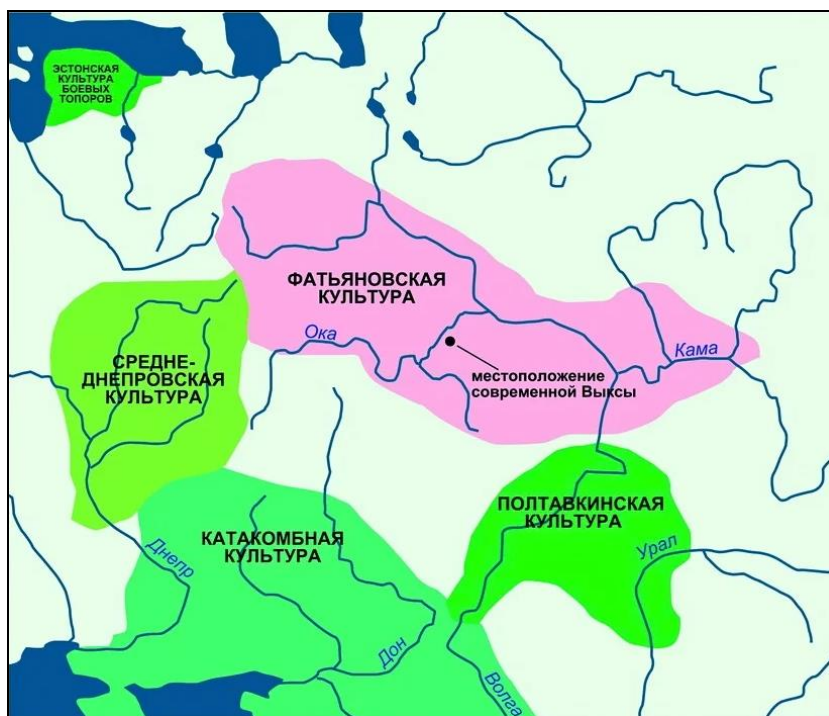 ЭСТОНСКАЯ
КУЛЬТУРА
БОЕВЫХ
ТОПОРОВ
ФАТЬЯНОВСКАЯ
КУЛЬТУРА
Ока
Кама
местоположение
современной Выксы
СРЕДНЕ-
ДНЕПРОВСКАЯ
КУЛЬТУРА
ПОЛТАВКИНСКАЯ
КУЛЬТУРА
КАТАКОМБНАЯ
КУЛЬТУРА
Днепр
Урал
Дон
Волга